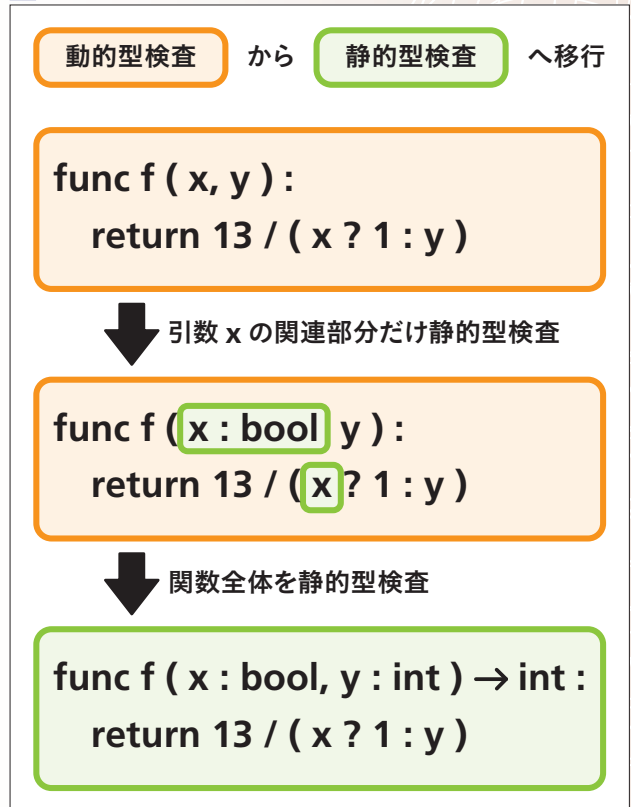 動的型検査 から 静的型検査 へ移行
func f ( x, y ) :
return 13 / ( x ? 1 : y )
引数 x の関連部分だけ静的型検査
func f ( x : bool y ) :
return 13 / ( x ? 1 : y )
関数全体を静的型検査
func f ( x : bool, y : int ) → int :
return 13 / ( x ? 1 : y )